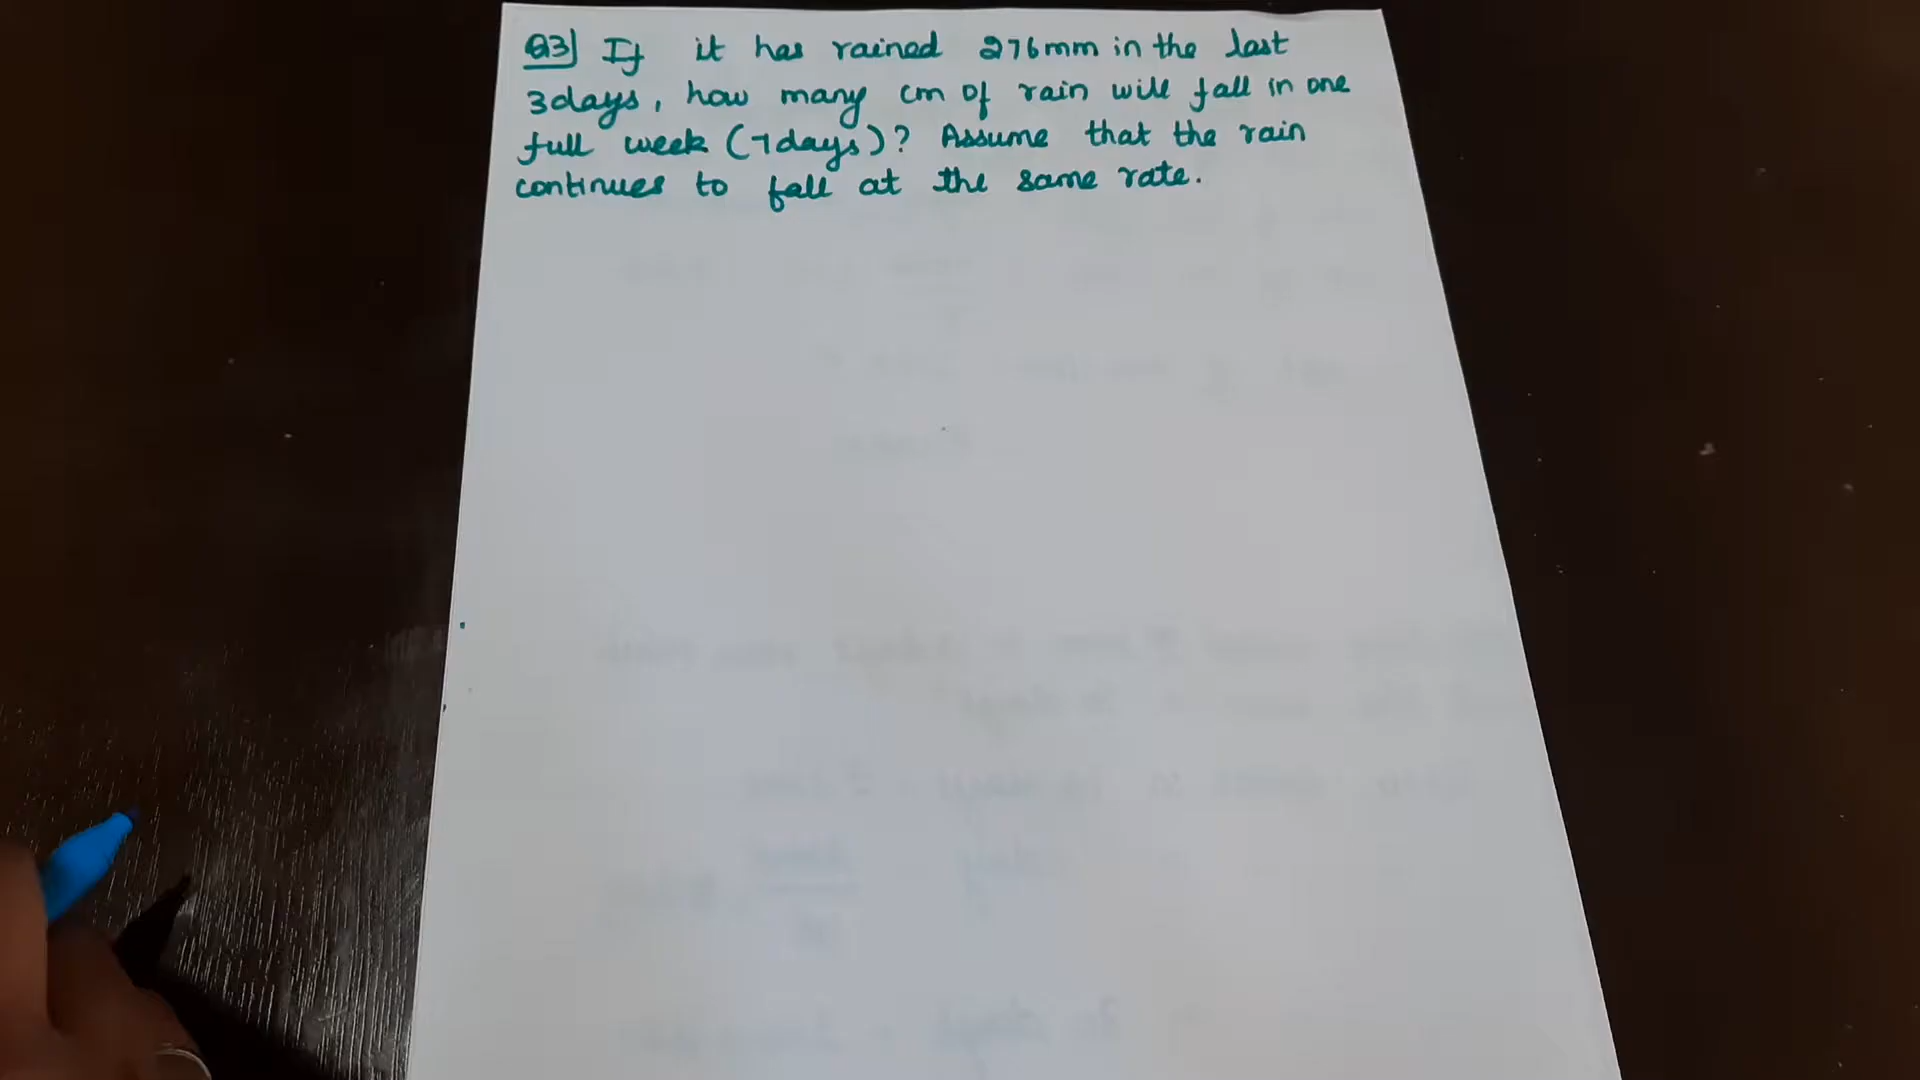 Q3) If it has rained 276mm in the last
3days, how many cm of rain will fall in one
full week (7days)? Assume that the rain
continues to fall at the same rate.